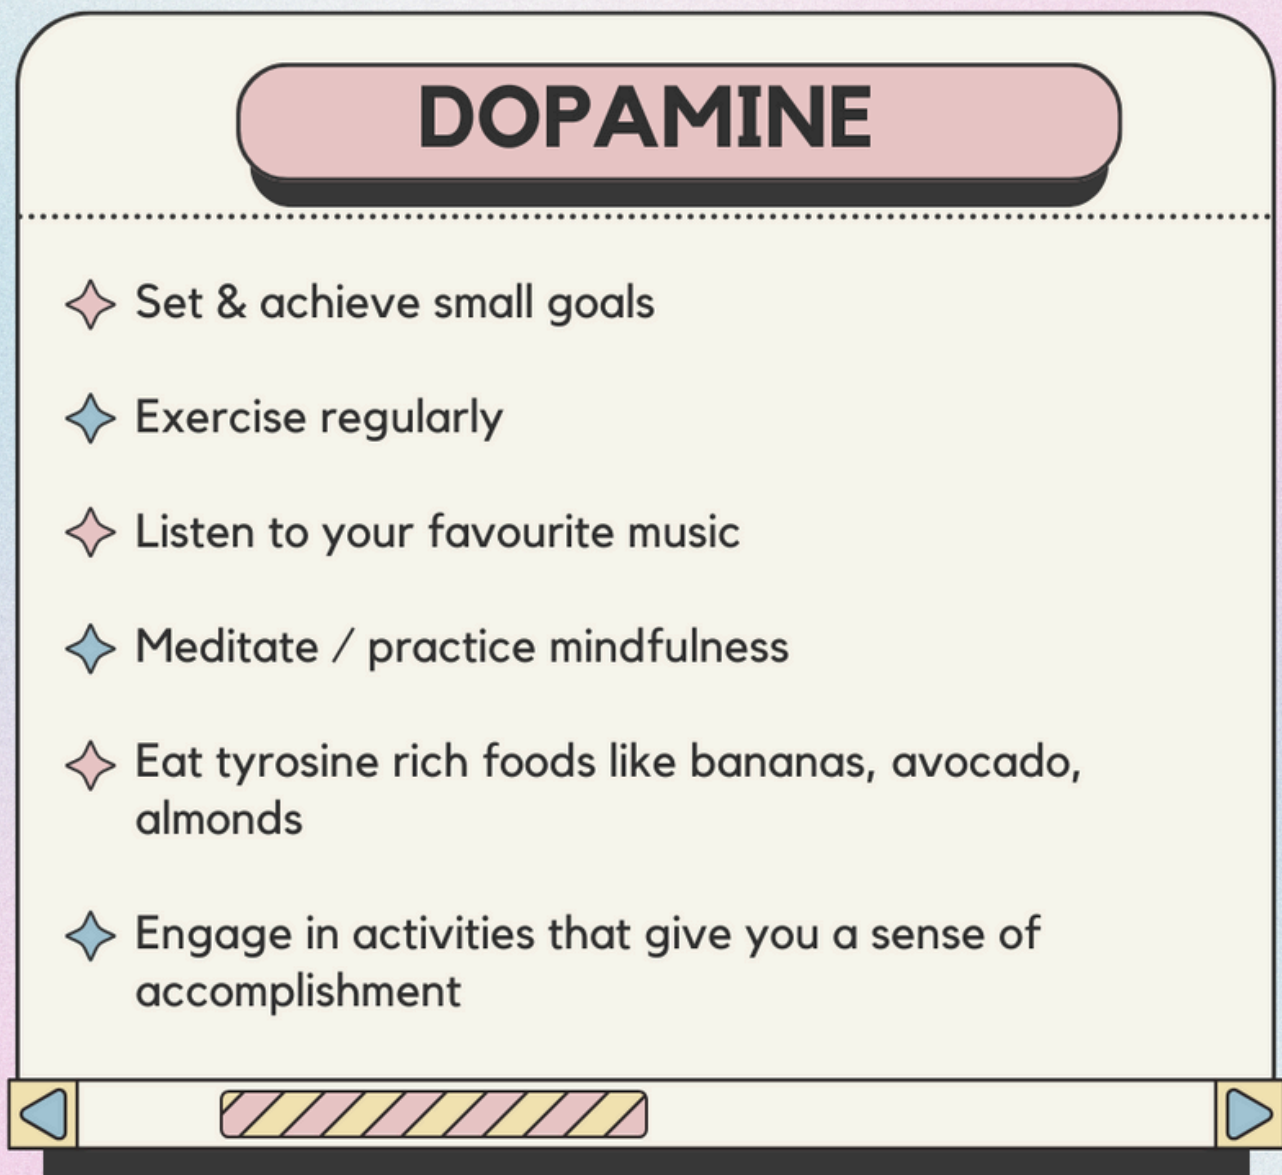 DOPAMINE
Set & achieve small goals
Exercise regularly
Listen to your favourite music
Meditate / practice mindfulness
Eat tyrosine rich foods like bananas, avocado,
almonds
Engage in activities that give you a sense of
accomplishment